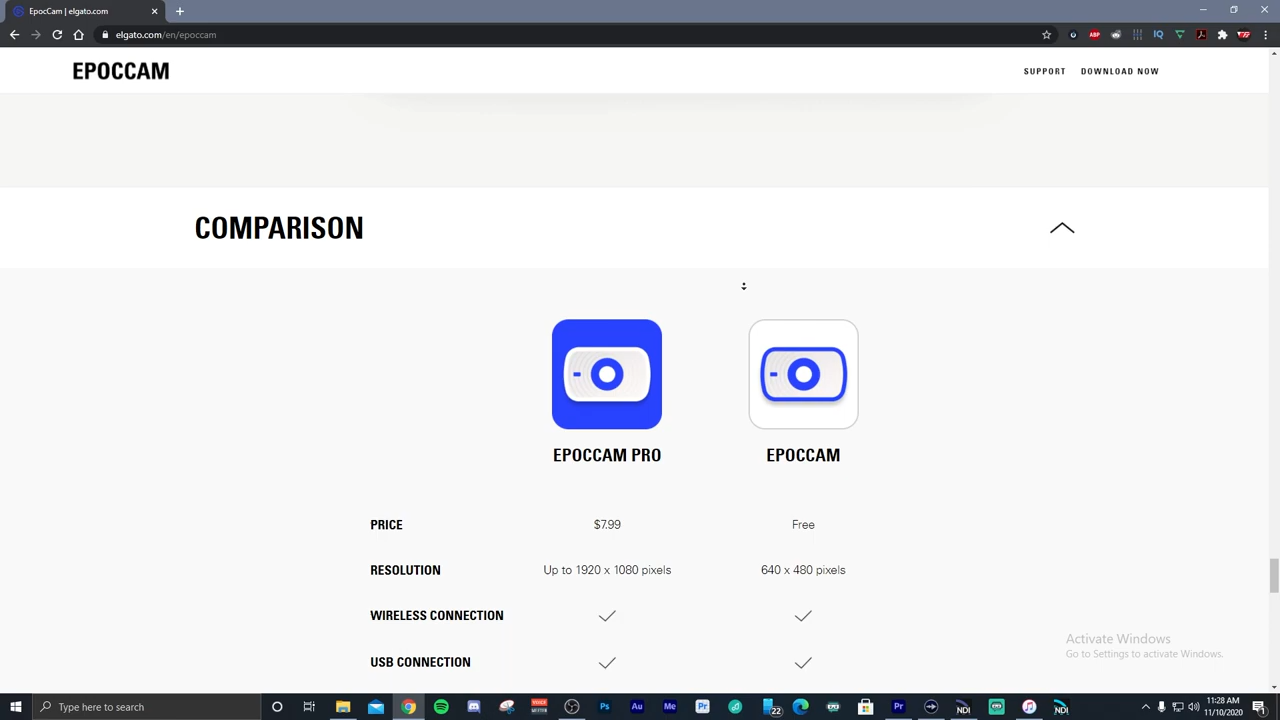 EpocCam | elgato.com
elgato.com/en/epoccam
EPOCCAM
SUPPORT DOWNLOAD NOW
COMPARISON
EPOCCAM PRO EPOCCAM
PRICE $7.99 Free
RESOLUTION Up to 1920 x 1080 pixels 640 x 480 pixels
WIRELESS CONNECTION
USB CONNECTION
Activate Windows
Go to Settings to activate Windows.
Type here to search
11:28 AM
11/10/2020